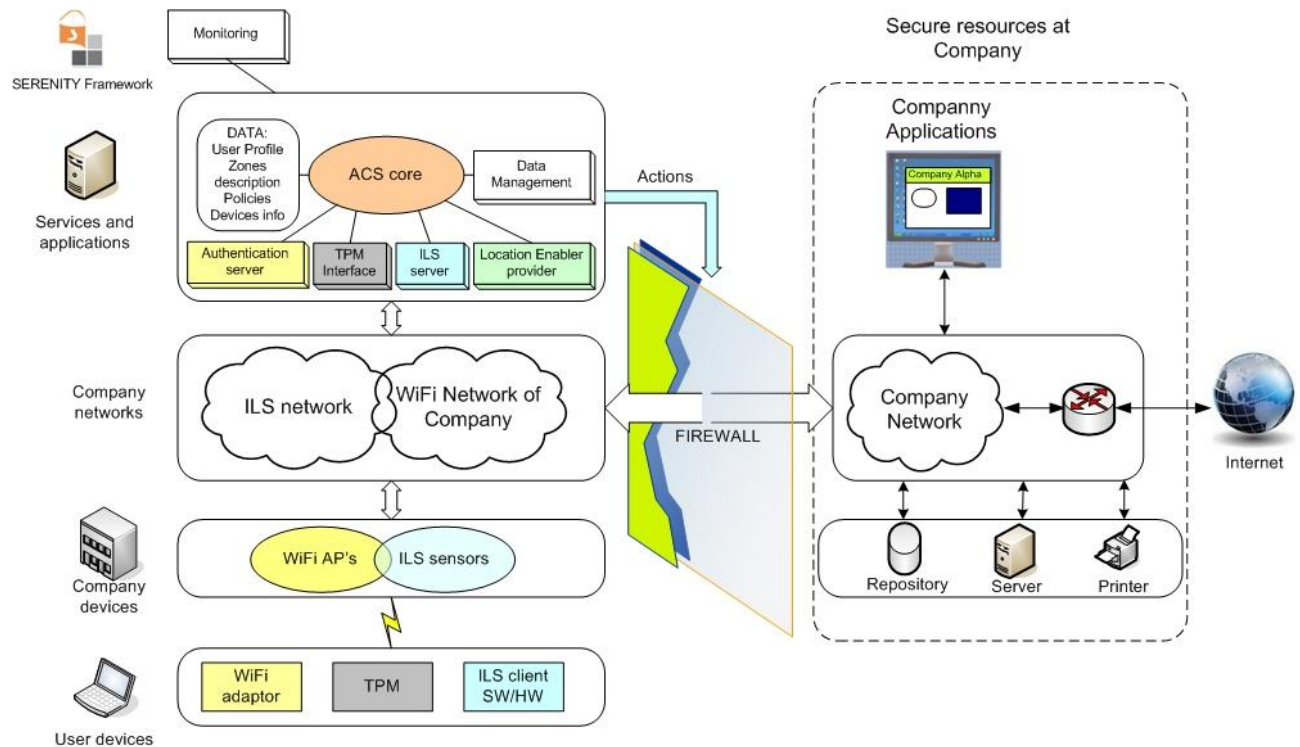 SERENITY Framework
Monitoring
Secure resources at
Company
DATA:
User Profile
Zones
description
Policies
Devices info
ACS core
Data
Management
Actions
Services and
applications
Authentication
server
TPM
Interface
ILS
server
Location Enabler
provider
Companny
Applications
Company Alpha
Company
networks
ILS network
WiFi Network of
Company
FIREWALL
Company
Network
Internet
Company
devices
WiFi AP's
ILS sensors
Repository
Server
Printer
User devices
WiFi
adaptor
TPM
ILS client
SW/HW